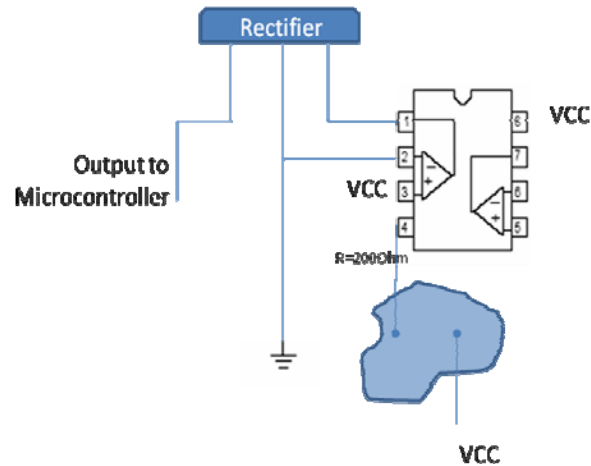 Rectifier
VCC
Output to
Microcontroller
VCC
R=200Ohm
VCC
1
2
3
4
8
7
6
5